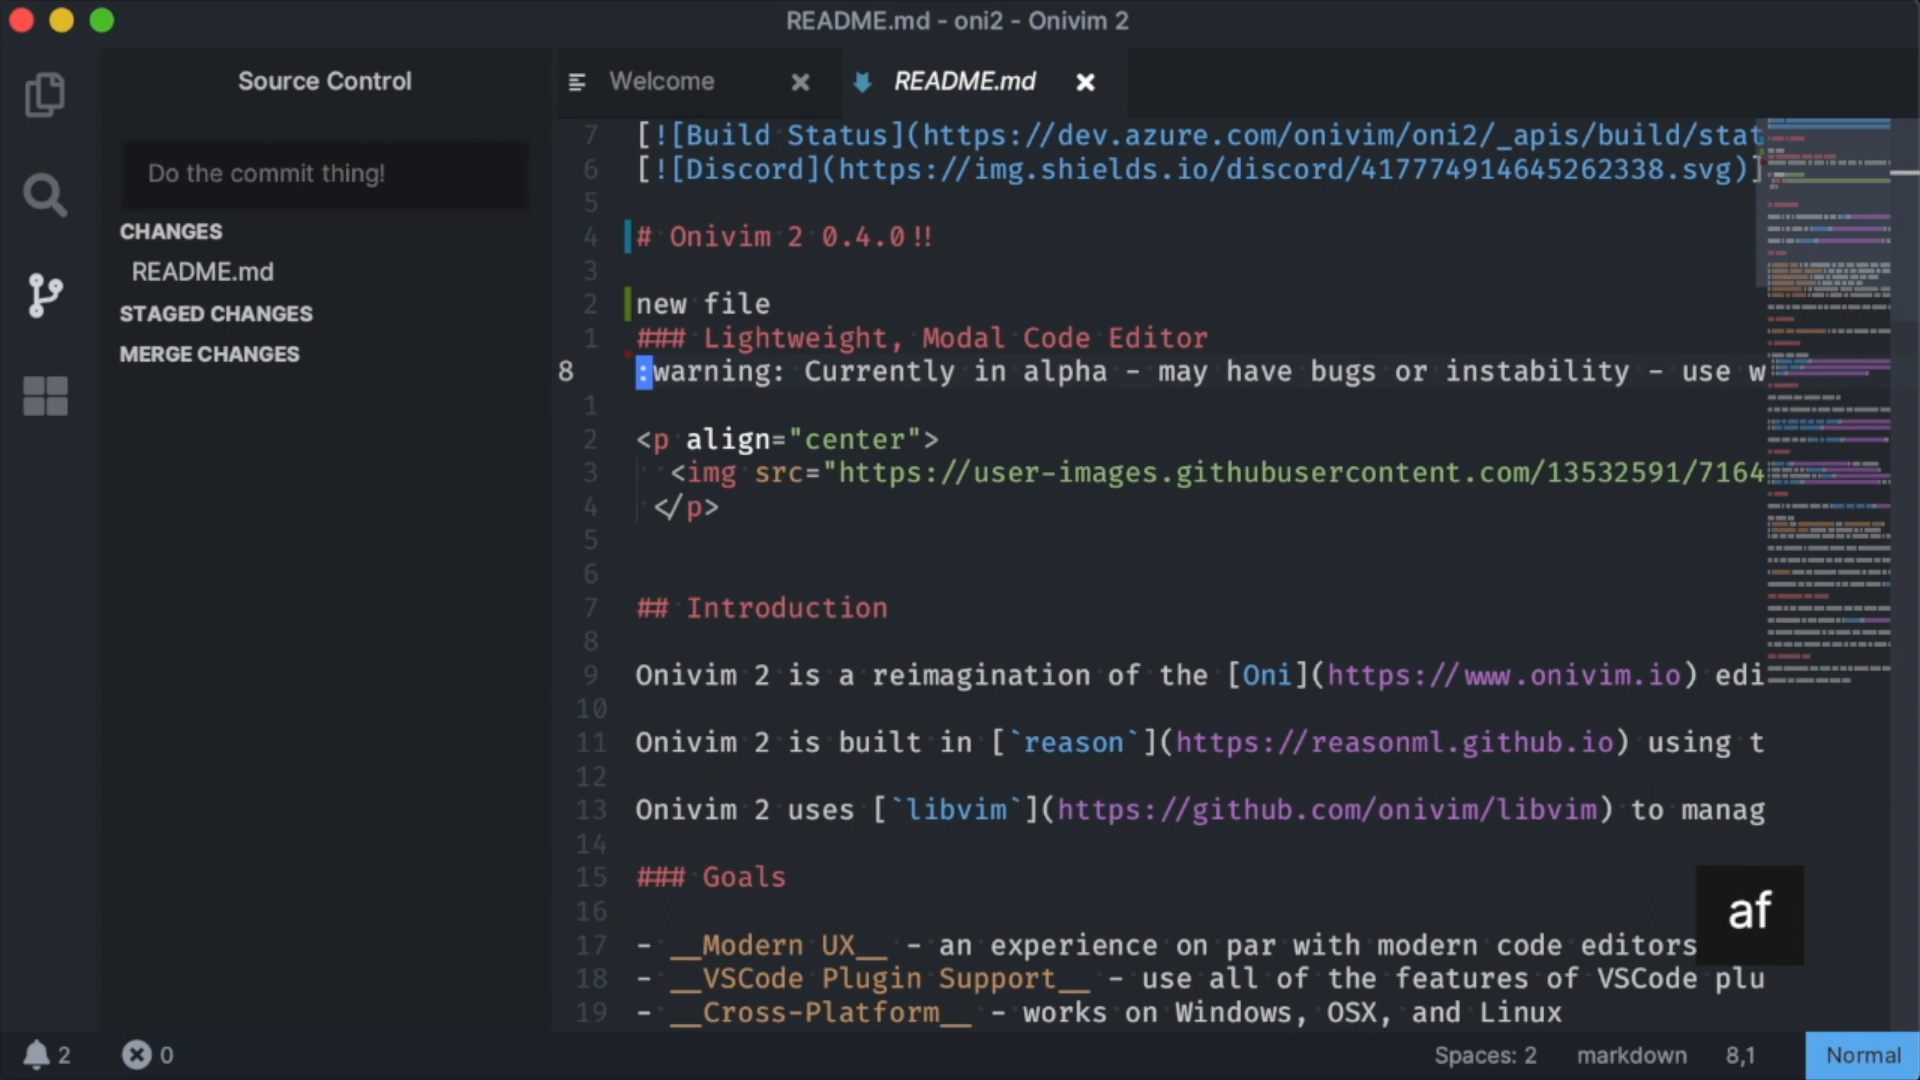 README.md - oni2 - Onivim 2
Source Control
Do the commit thing!
CHANGES
README.md
STAGED CHANGES
MERGE CHANGES
Welcome
README.md
7 [![Build Status](https://dev.azure.com/onivim/oni2/_apis/build/stat
6 [![Discord](https://img.shields.io/discord/417774914645262338.svg)]
5
4 # Onivim 2 0.4.0!!
3
2 new file
1 ### Lightweight, Modal Code Editor
8 :warning: Currently in alpha - may have bugs or instability - use w
1
2 <p align="center">
3 <img src="https://user-images.githubusercontent.com/13532591/7164
4 </p>
5
6
7 ## Introduction
8
9 Onivim 2 is a reimagination of the [Oni](https://www.onivim.io) edi
10
11 Onivim 2 is built in [`reason`](https://reasonml.github.io) using t
12
13 Onivim 2 uses [`libvim`](https://github.com/onivim/libvim) to manag
14
15 ### Goals
16
17 - __Modern UX__ - an experience on par with modern code editors
18 - __VSCode Plugin Support__ - use all of the features of VSCode plu
19 - __Cross-Platform__ - works on Windows, OSX, and Linux
af
2
0
Spaces: 2
markdown
8,1
Normal